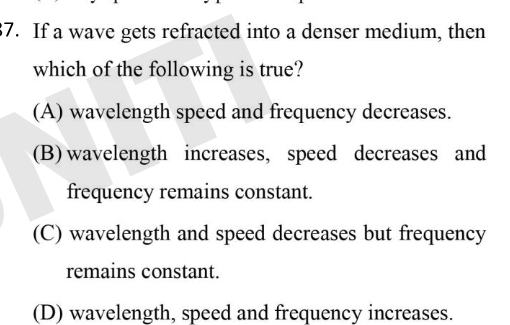 37. If a wave gets refracted into a denser medium, then
which of the following is true?
(A) wavelength speed and frequency decreases.
(B) wavelength increases, speed decreases and
frequency remains constant.
(C) wavelength and speed decreases but frequency
remains constant.
(D) wavelength, speed and frequency increases.